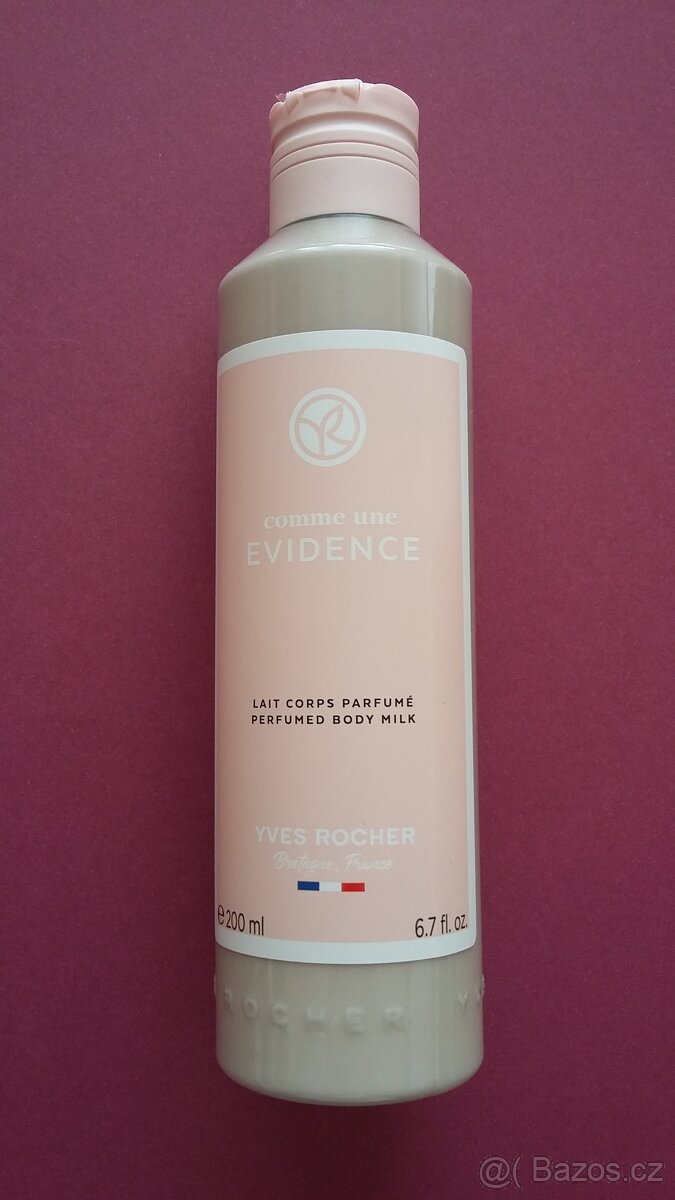 YR
comme une
EVIDENCE
LAIT CORPS PARFUMÉ
PERFUMED BODY MILK
YVES ROCHER
Bretagne, France
℮ 200 ml 6.7 fl. oz.
ROCHER Y
@( Bazos.cz